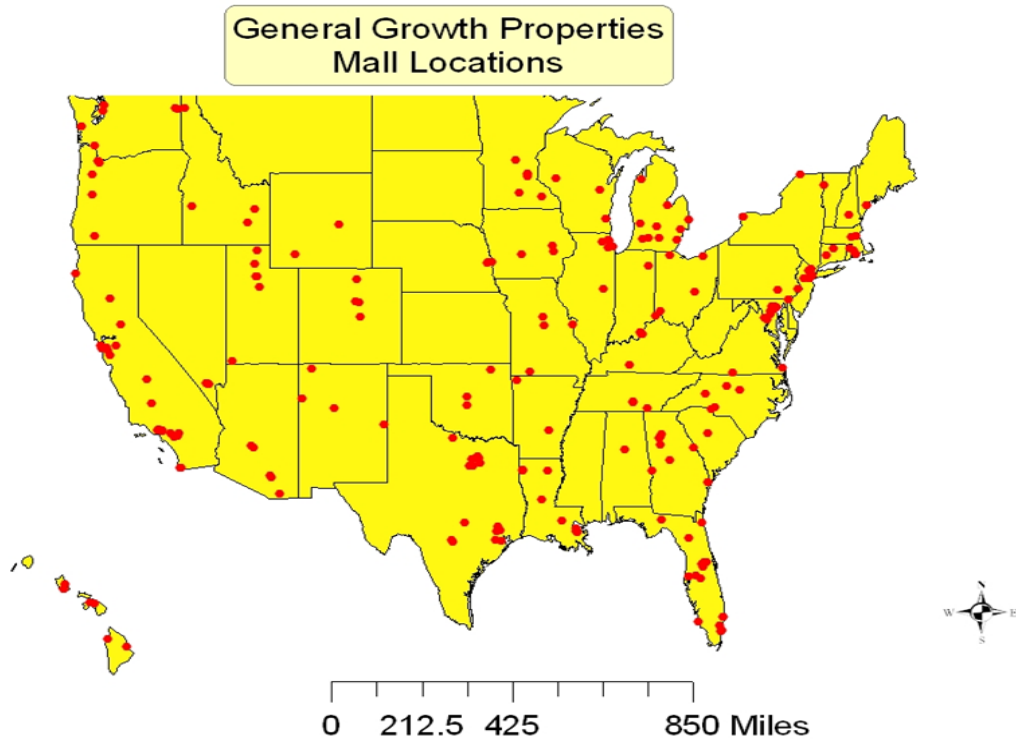 General Growth Properties
Mall Locations
N
W E
S
0 212.5 425 850 Miles